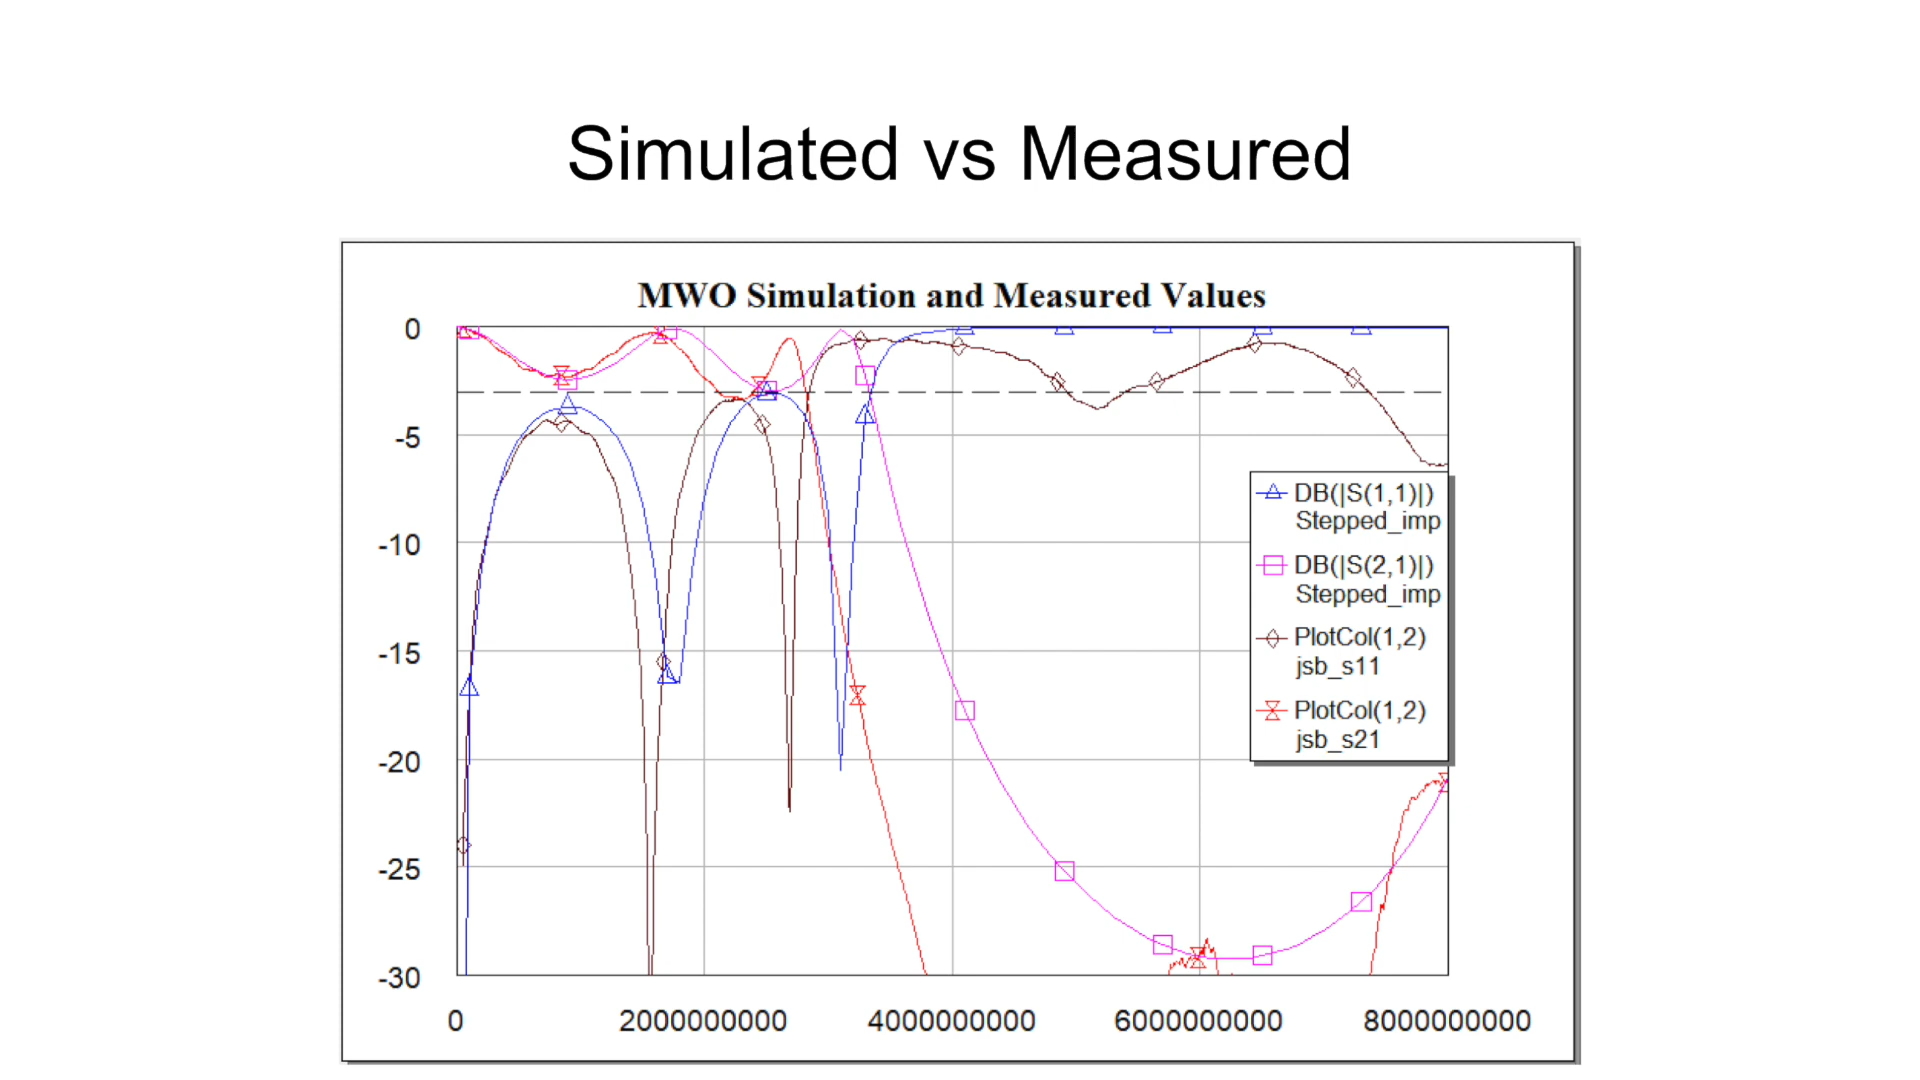 Simulated vs Measured
MWO Simulation and Measured Values
0
-5
-10
-15
-20
-25
-30
0 2000000000 4000000000 6000000000 8000000000
DB(|S(1,1)|)
Stepped_imp
DB(|S(2,1)|)
Stepped_imp
PlotCol(1,2)
jsb_s11
PlotCol(1,2)
jsb_s21